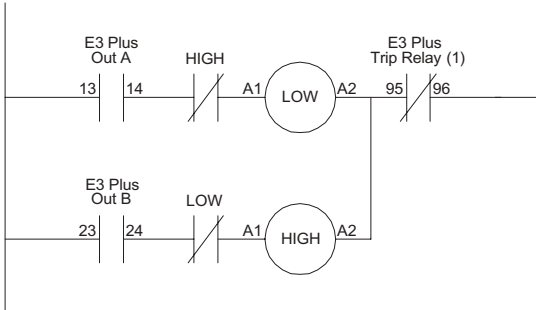 E3 Plus
Out A
HIGH
E3 Plus
Trip Relay (1)
13 14 A1 LOW A2 95 96
E3 Plus
Out B
LOW
23 24 A1 HIGH A2